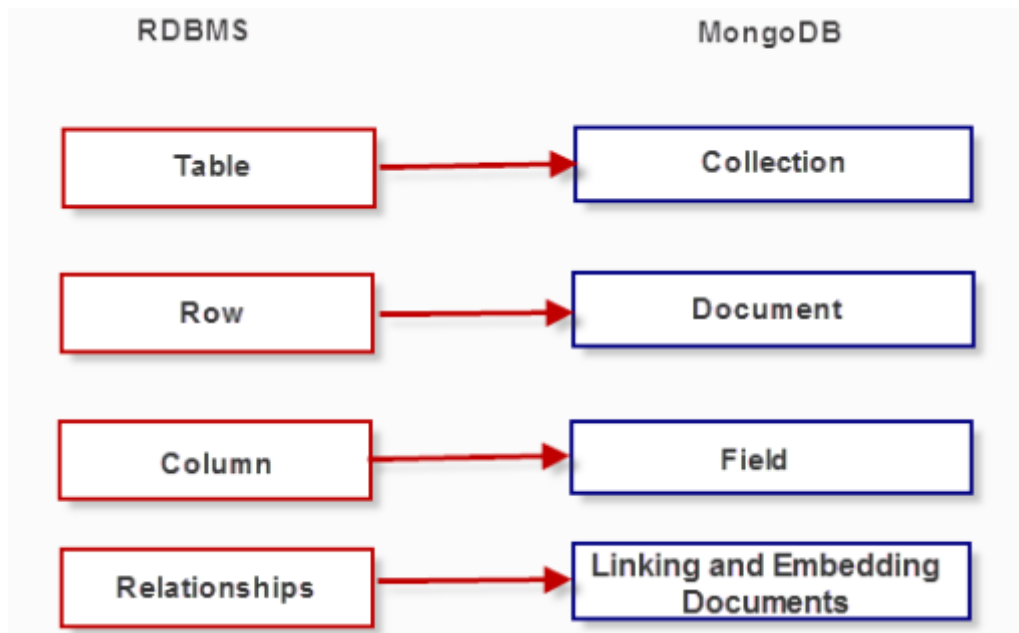 RDBMS MongoDB
Table Collection
Row Document
Column Field
Relationships Linking and Embedding
Documents